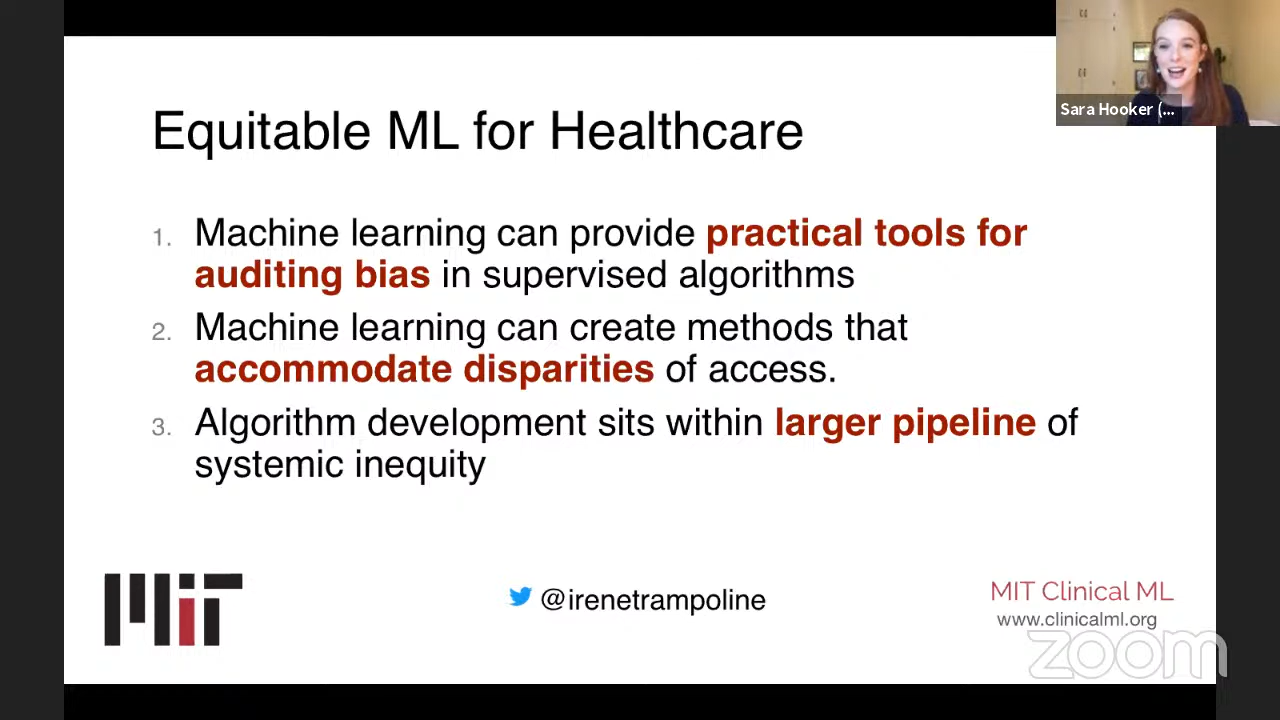 Sara Hooker (...
Equitable ML for Healthcare
1. Machine learning can provide practical tools for
auditing bias in supervised algorithms
2. Machine learning can create methods that
accommodate disparities of access.
3. Algorithm development sits within larger pipeline of
systemic inequity
MIT
@irenetrampoline
MIT Clinical ML
www.clinicalml.org
zoom